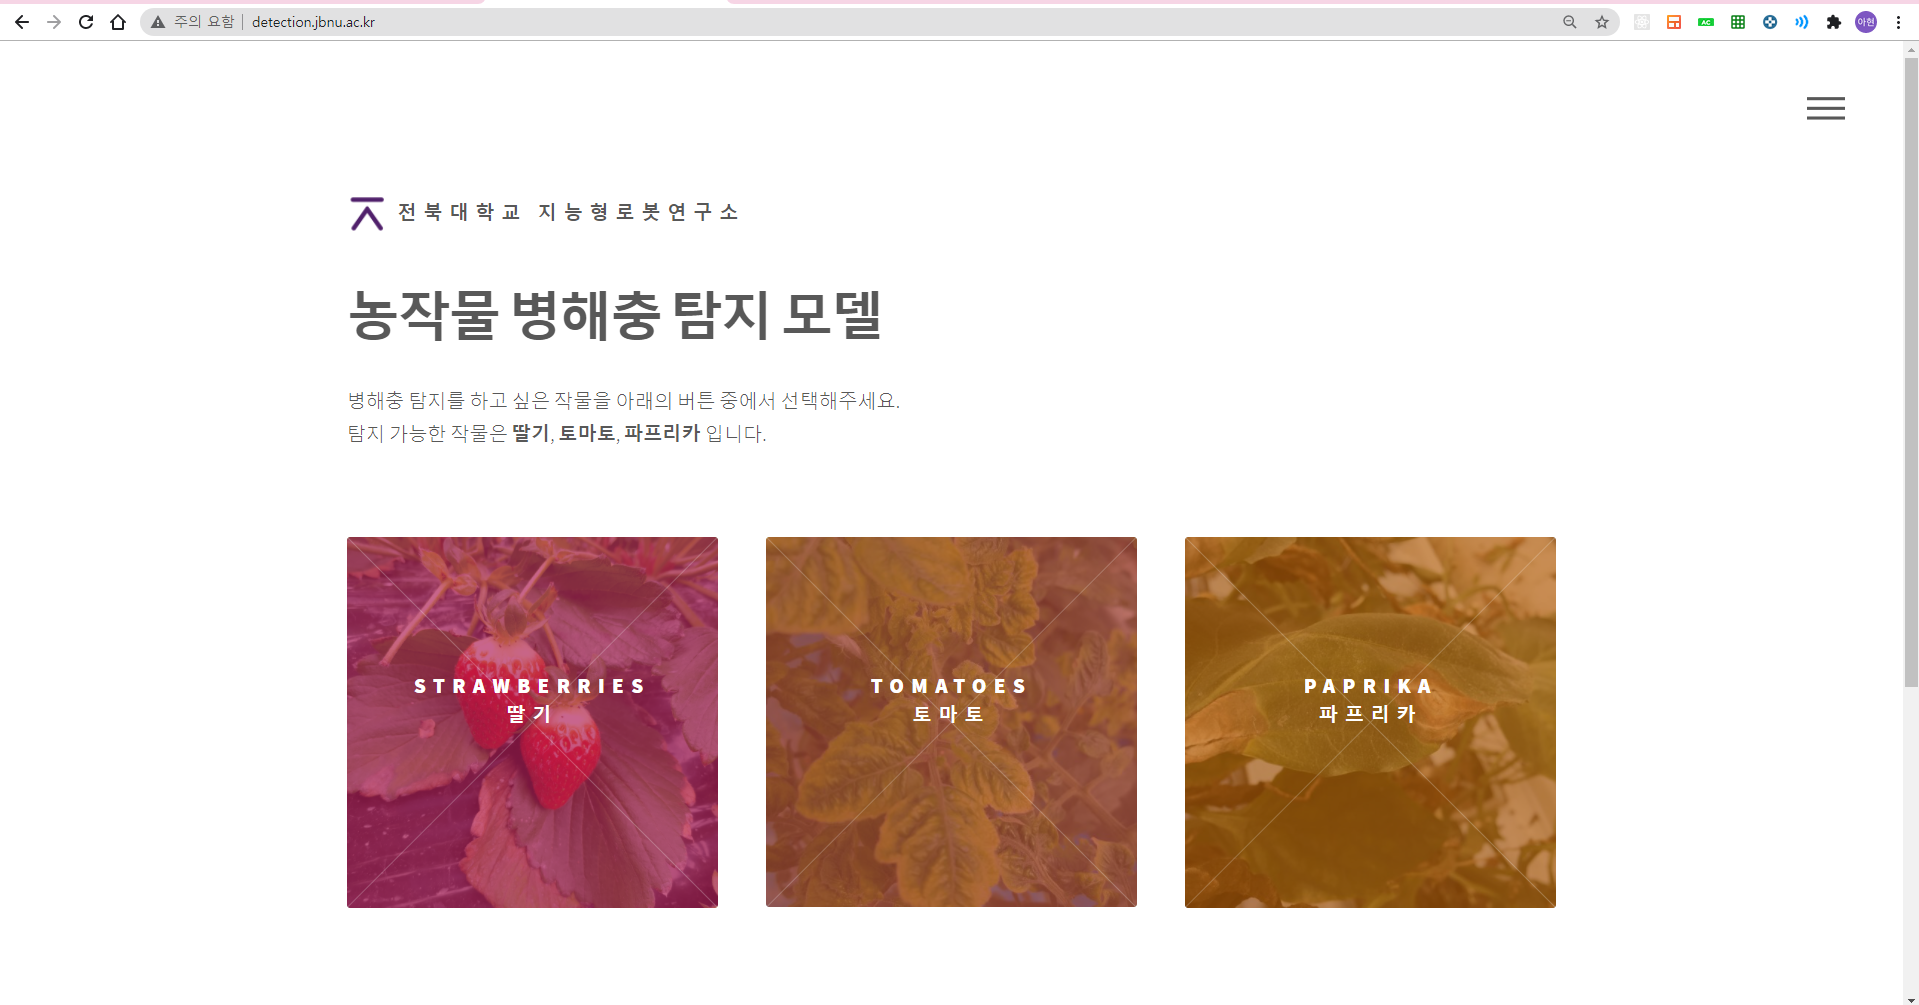 주의 요함 | detection.jbnu.ac.kr
AC
아현
전북대학교 지능형로봇연구소
농작물 병해충 탐지 모델
병해충 탐지를 하고 싶은 작물을 아래의 버튼 중에서 선택해주세요.
탐지 가능한 작물은 딸기, 토마토, 파프리카 입니다.
STRAWBERRIES
딸기
TOMATOES
토마토
PAPRIKA
파프리카